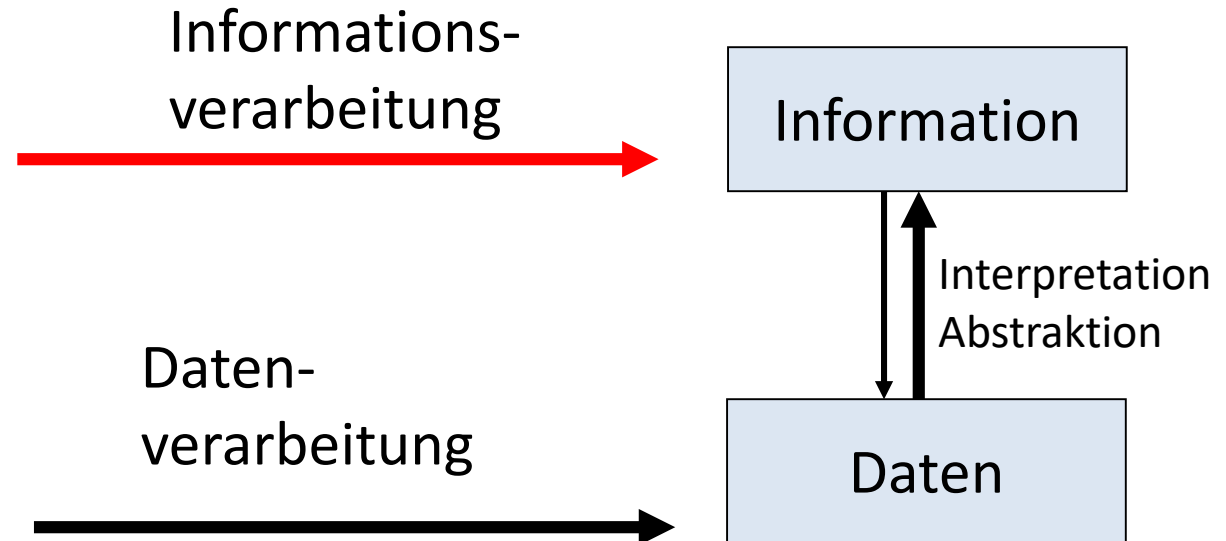 Informations-
verarbeitung
Information
Interpretation
Abstraktion
Daten-
verarbeitung
Daten